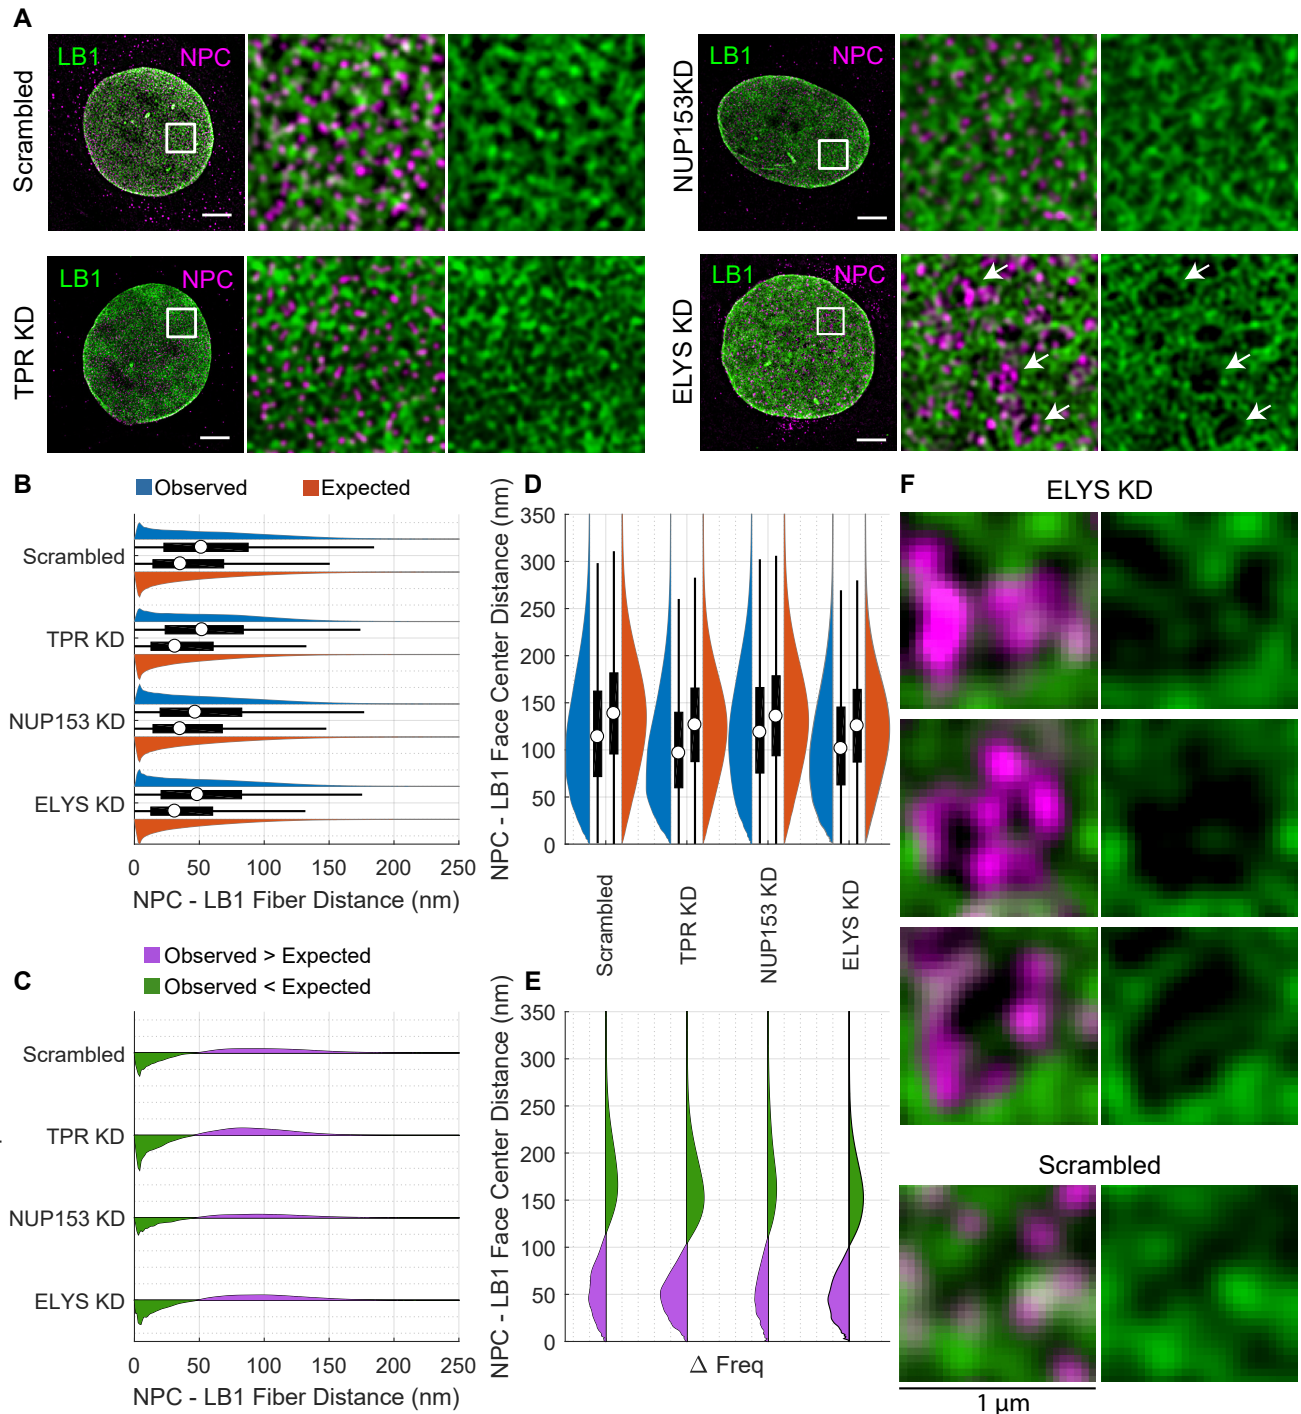 A
Scrambled
LB1 NPC
NUP153KD
LB1 NPC
TPR KD
LB1 NPC
ELYS KD
LB1 NPC
B
Observed Expected
Scrambled
TPR KD
NUP153 KD
ELYS KD
0 50 100 150 200 250
NPC - LB1 Fiber Distance (nm)
C
Observed > Expected
Observed < Expected
Scrambled
TPR KD
NUP153 KD
ELYS KD
0 50 100 150 200 250
NPC - LB1 Fiber Distance (nm)
D
NPC - LB1 Face Center Distance (nm)
350
300
250
200
150
100
50
0
Scrambled
TPR KD
NUP153 KD
ELYS KD
E
NPC - LB1 Face Center Distance (nm)
350
300
250
200
150
100
50
0
Δ Freq
F
ELYS KD
Scrambled
1 μm